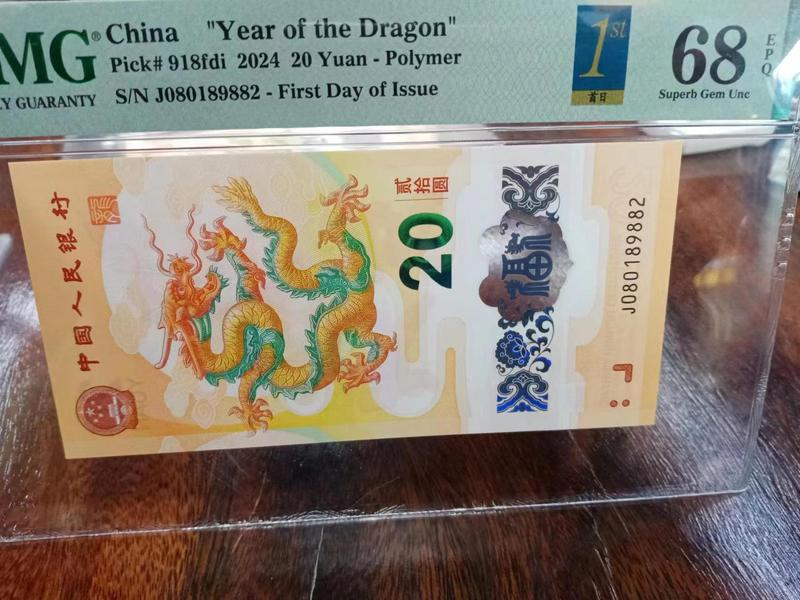 MG® China "Year of the Dragon"
Pick# 918fdi 2024 20 Yuan - Polymer
LY GUARANTY S/N J080189882 - First Day of Issue
1st
首日
68
EPQ
Superb Gem Unc
中国人民银行
贰拾圆
20
福
J080189882